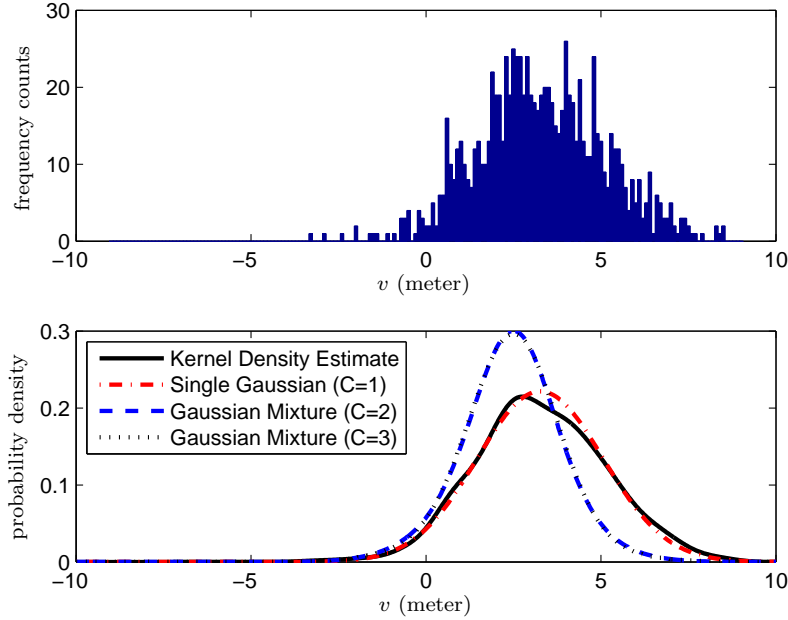 30
20
10
0
frequency counts
−10
−5
0
5
10
v (meter)
0.3
0.2
0.1
0
probability density
Kernel Density Estimate
Single Gaussian (C=1)
Gaussian Mixture (C=2)
Gaussian Mixture (C=3)
−10
−5
0
5
10
v (meter)